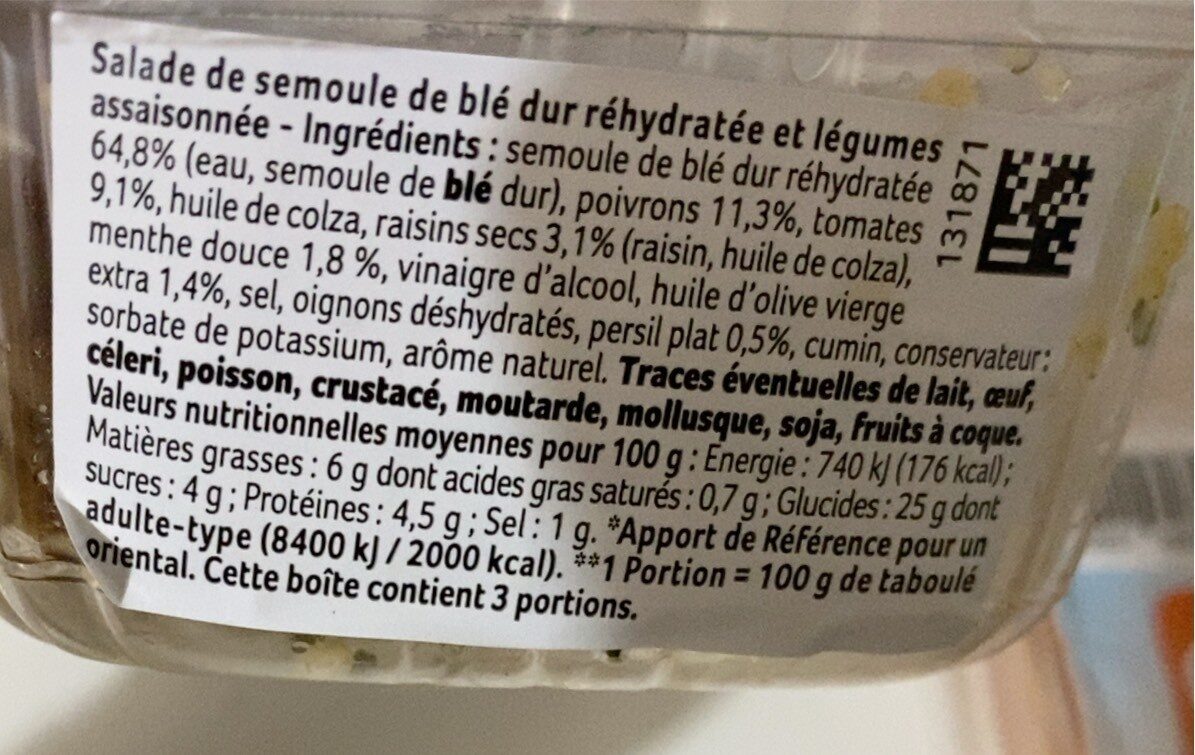 Salade de semoule de blé dur réhydratée et légumes
assaisonnée - Ingrédients : semoule de blé dur réhydratée
64,8% (eau, semoule de blé dur), poivrons 11,3%, tomates
9,1%, huile de colza, raisins secs 3,1% (raisin, huile de colza),
menthe douce 1,8 %, vinaigre d'alcool, huile d'olive vierge
extra 1,4%, sel, oignons déshydratés, persil plat 0,5%, cumin, conservateur :
sorbate de potassium, arôme naturel. Traces éventuelles de lait, œuf,
céleri, poisson, crustacé, moutarde, mollusque, soja, fruits à coque.
Valeurs nutritionnelles moyennes pour 100 g : Energie : 740 kJ (176 kcal) ;
Matières grasses : 6 g dont acides gras saturés : 0,7 g ; Glucides : 25 g dont
sucres : 4 g ; Protéines : 4,5 g ; Sel : 1 g. *Apport de Référence pour un
adulte-type (8400 kJ / 2000 kcal). **1 Portion = 100 g de taboulé
oriental. Cette boîte contient 3 portions.
131871